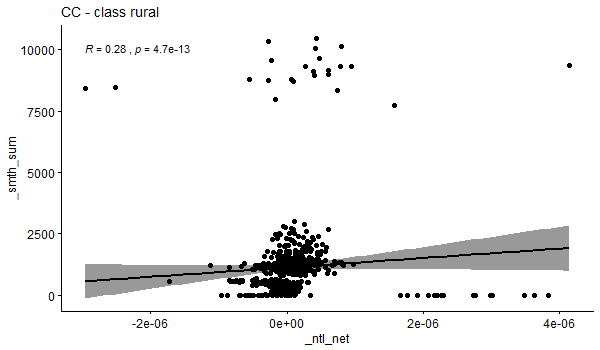 CC - class rural
R = 0.28 , p = 4.7e-13
10000
7500
5000
2500
0
_smth_sum
-2e-06 0e+00 2e-06 4e-06
_ntl_net